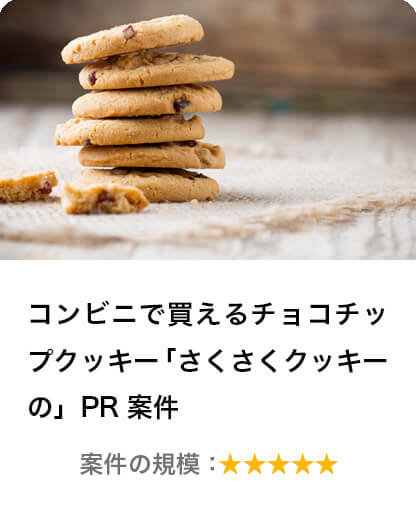 コンビニで買えるチョコチッ
プクッキー「さくさくクッキー
の」PR 案件
案件の規模：★★★★★